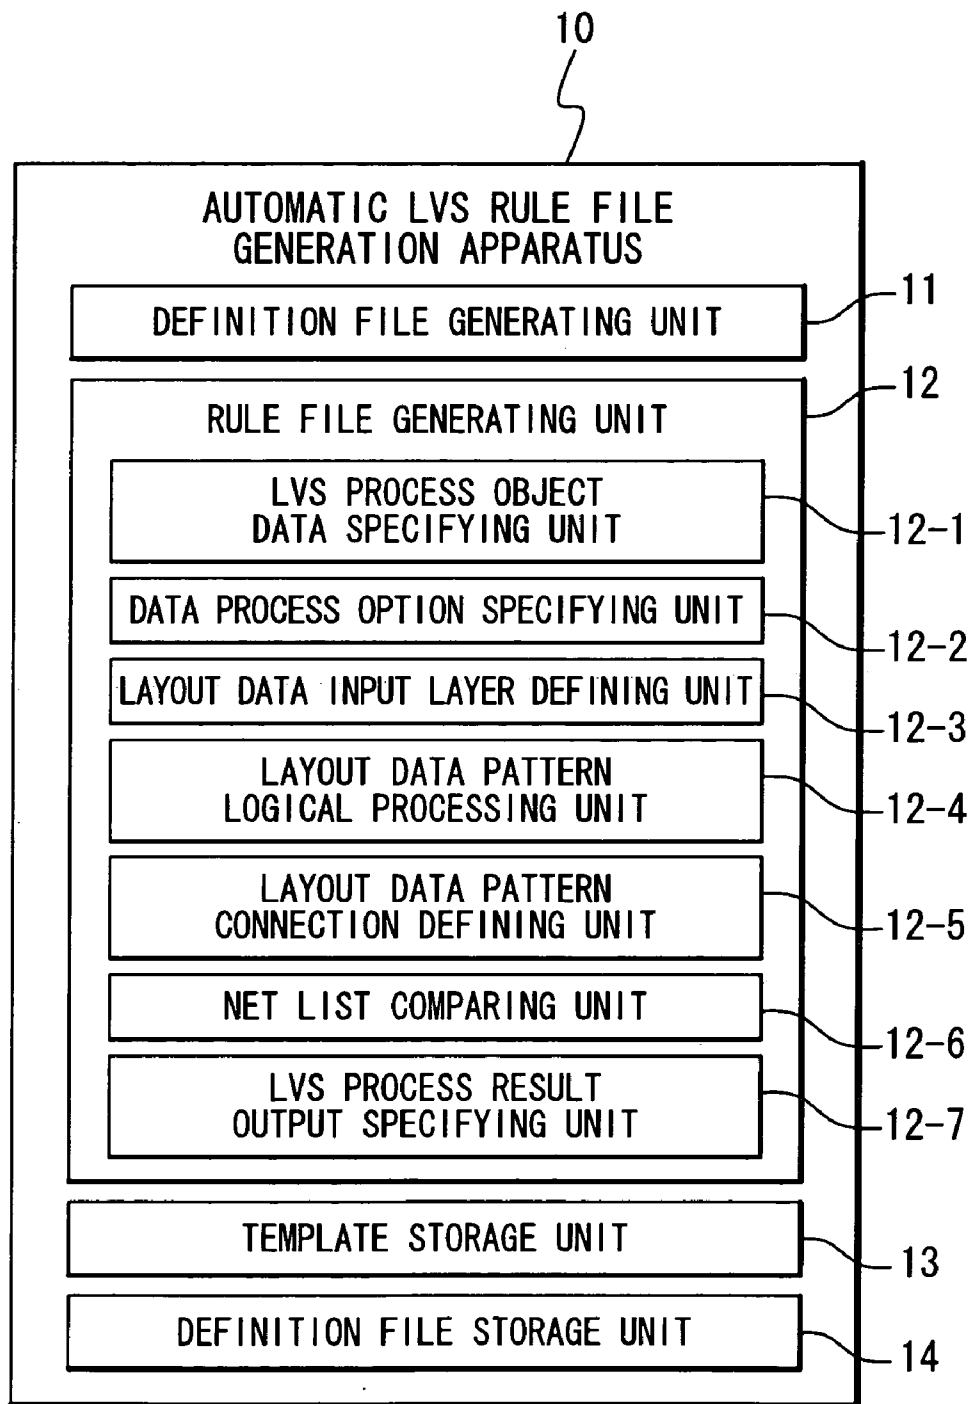 10
AUTOMATIC LVS RULE FILE
GENERATION APPARATUS
DEFINITION FILE GENERATING UNIT
11
RULE FILE GENERATING UNIT
12
LVS PROCESS OBJECT
DATA SPECIFYING UNIT
12-1
DATA PROCESS OPTION SPECIFYING UNIT
12-2
LAYOUT DATA INPUT LAYER DEFINING UNIT
12-3
LAYOUT DATA PATTERN
LOGICAL PROCESSING UNIT
12-4
LAYOUT DATA PATTERN
CONNECTION DEFINING UNIT
12-5
NET LIST COMPARING UNIT
12-6
LVS PROCESS RESULT
OUTPUT SPECIFYING UNIT
12-7
TEMPLATE STORAGE UNIT
13
DEFINITION FILE STORAGE UNIT
14